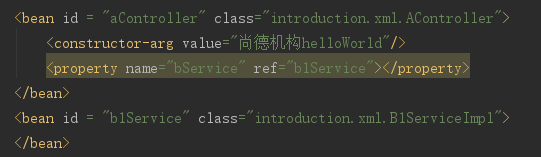 <bean id = "aController" class="introduction.xml.AController">
<constructor-arg value="尚德机构helloWorld"/>
<property name="bService" ref="b1Service"></property>
</bean>
<bean id = "b1Service" class="introduction.xml.B1ServiceImpl">
</bean>